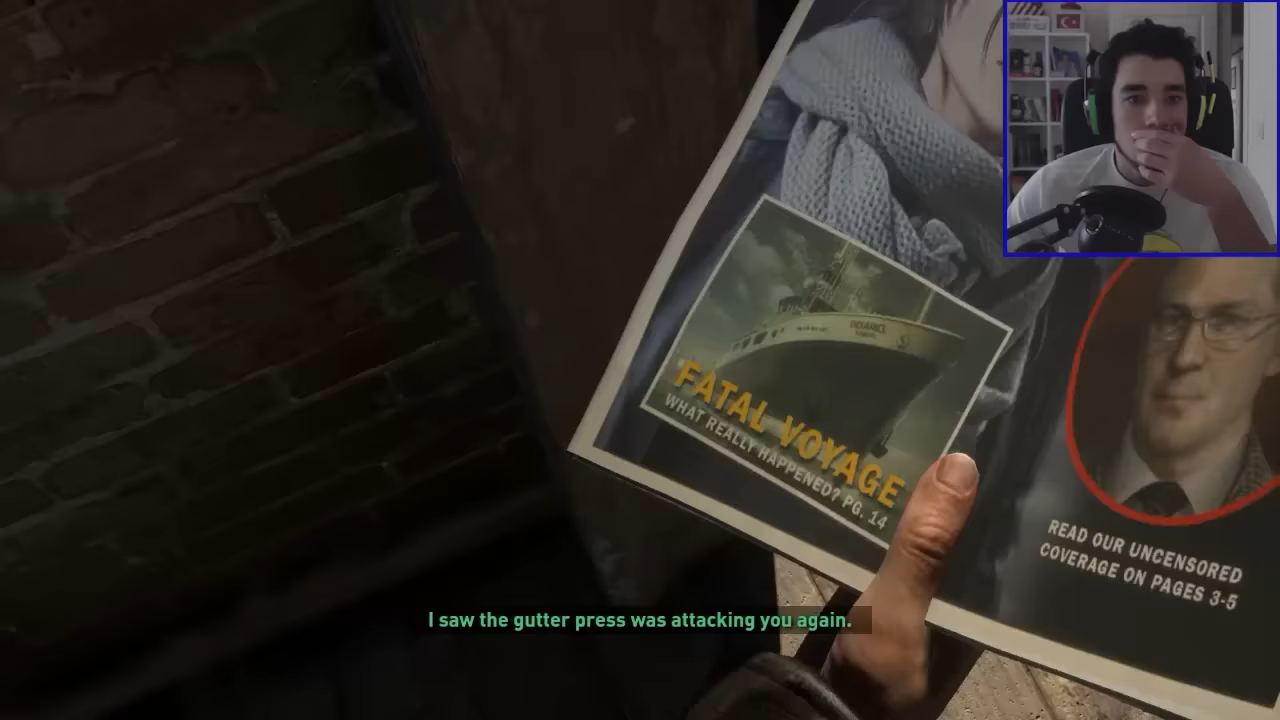 ENDURANCE
FATAL VOYAGE
WHAT REALLY HAPPENED? PG. 14
READ OUR UNCENSORED
COVERAGE ON PAGES 3-5
I saw the gutter press was attacking you again.